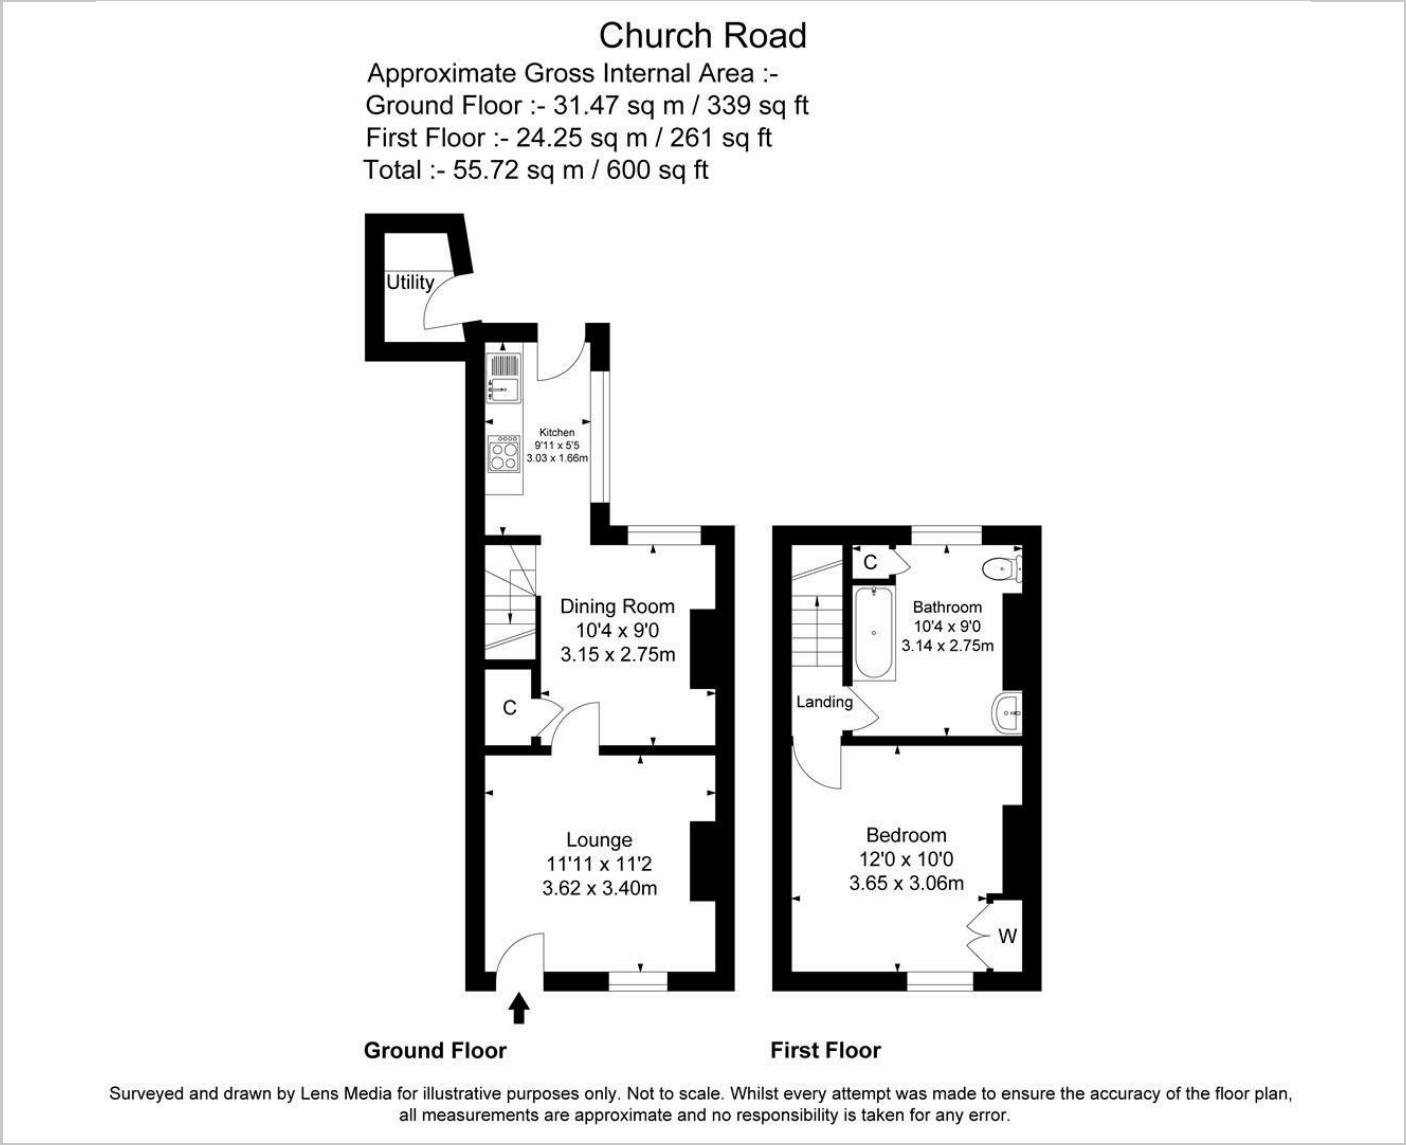 Church Road
Approximate Gross Internal Area :-
Ground Floor :- 31.47 sq m / 339 sq ft
First Floor :- 24.25 sq m / 261 sq ft
Total :- 55.72 sq m / 600 sq ft
Utility
Kitchen
9'11 x 5'5
3.03 x 1.66m
Dining Room
10'4 x 9'0
3.15 x 2.75m
C
Lounge
11'11 x 11'2
3.62 x 3.40m
Ground Floor
C
Bathroom
10'4 x 9'0
3.14 x 2.75m
Landing
Bedroom
12'0 x 10'0
3.65 x 3.06m
W
First Floor
Surveyed and drawn by Lens Media for illustrative purposes only. Not to scale. Whilst every attempt was made to ensure the accuracy of the floor plan,
all measurements are approximate and no responsibility is taken for any error.